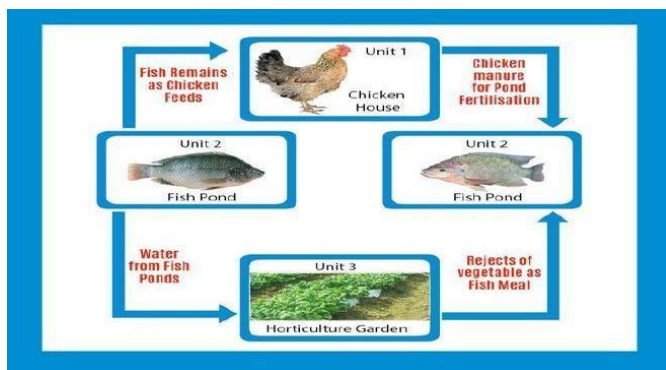 Unit 1
Chicken
House
Fish Remains
as Chicken
Feeds
Chicken
manure
for Pond
Fertilisation
Unit 2
Fish Pond
Unit 2
Fish Pond
Water
from Fish
Ponds
Unit 3
Horticulture Garden
Rejects of
vegetable as
Fish Meal